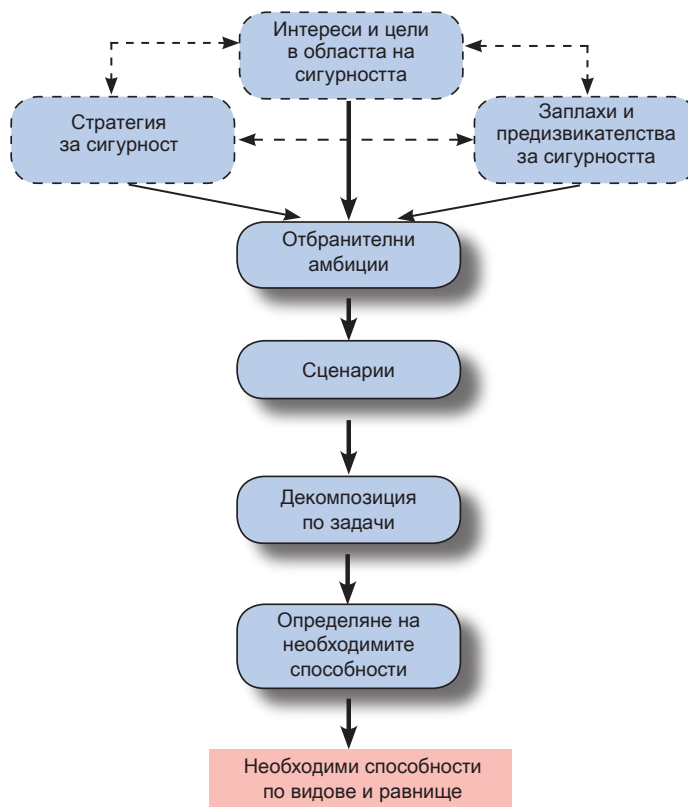 Интереси и цели
в областта на
сигурността
Стратегия
за сигурност
Заплахи и
предизвикателства
за сигурността
Отбранителни
амбиции
Сценарии
Декомпозиция
по задачи
Определяне на
необходимите
способности
Необходими способности
по видове и равнище